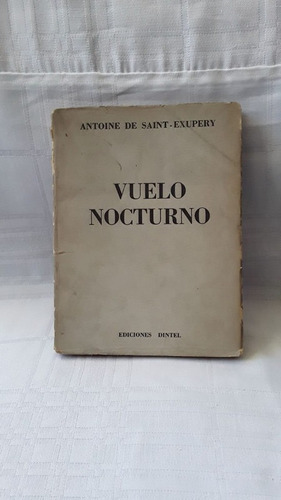 ANTOINE DE SAINT-EXUPERY
VUELO
NOCTURNO
EDICIONES DINTEL